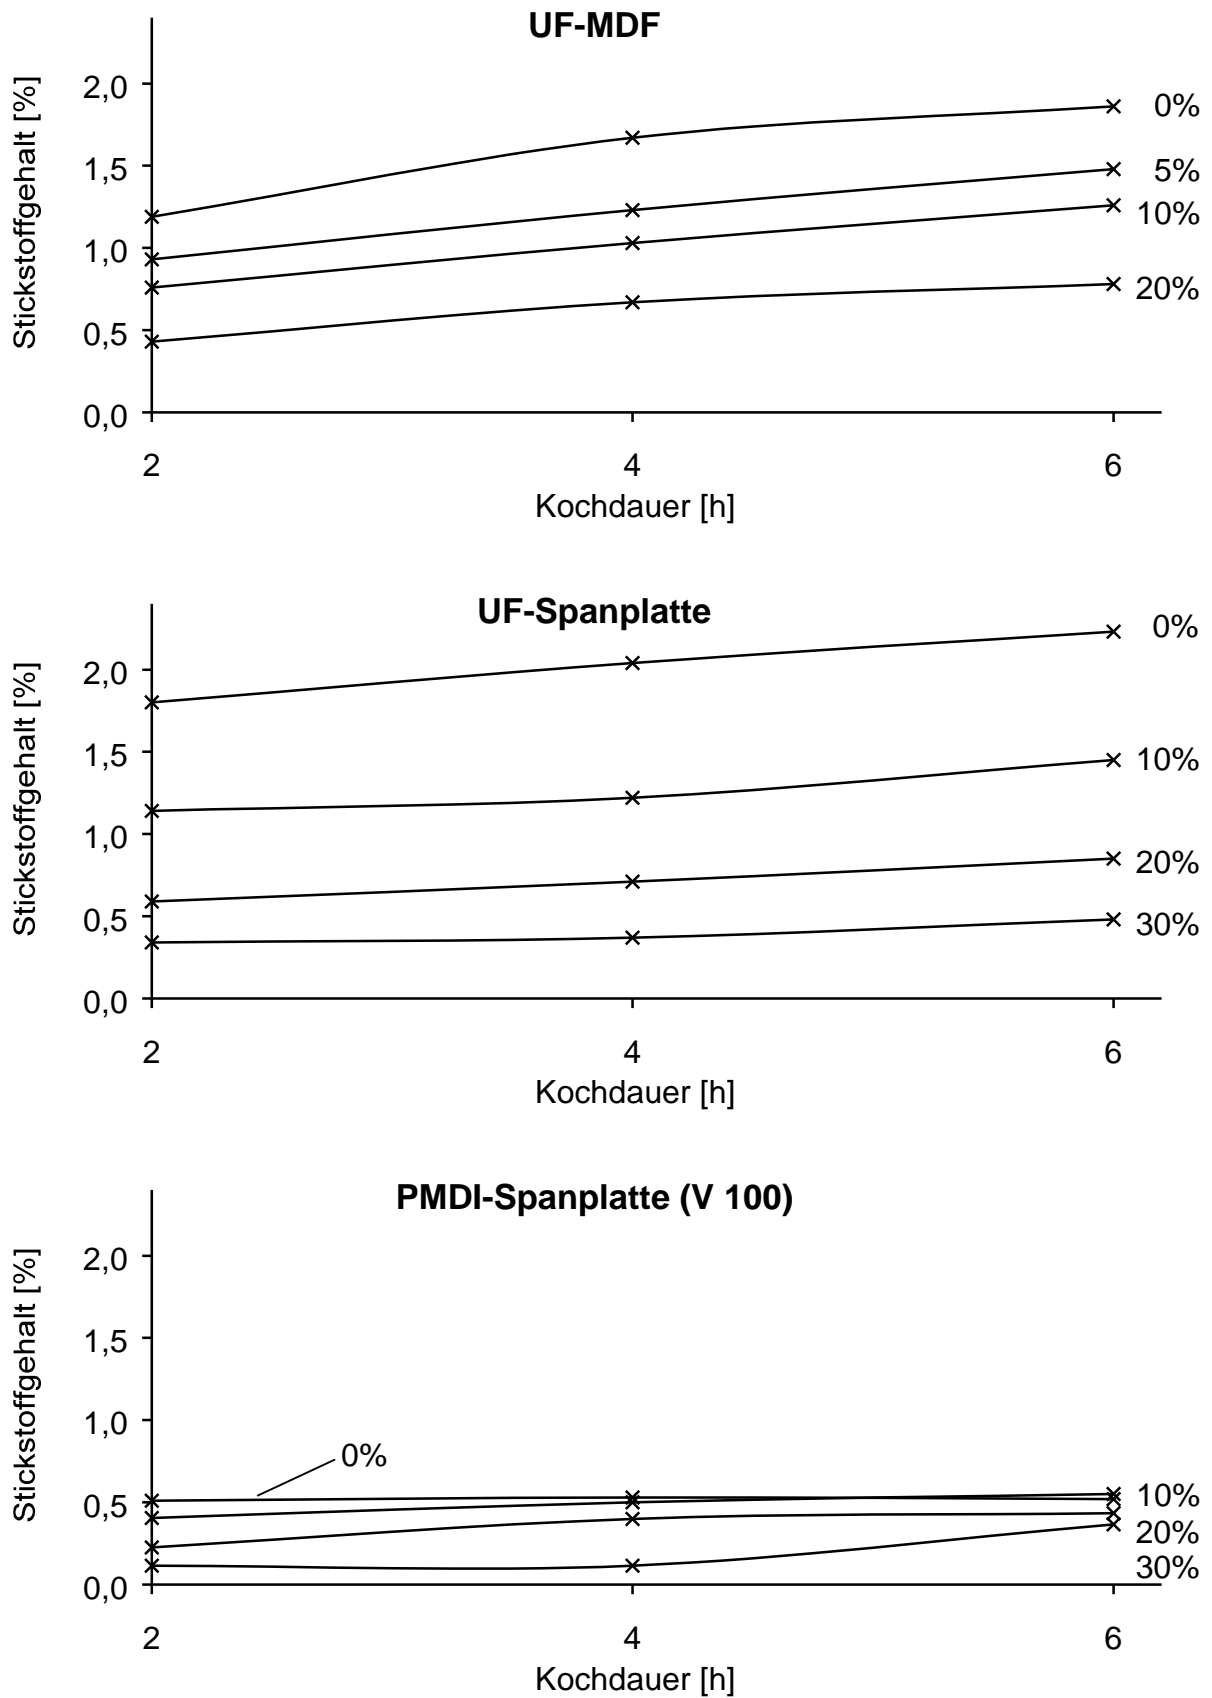 UF-MDF
Stickstoffgehalt [%]
2,0
1,5
1,0
0,5
0,0
0%
5%
10%
20%
2 4 6
Kochdauer [h]
UF-Spanplatte
Stickstoffgehalt [%]
2,0
1,5
1,0
0,5
0,0
0%
10%
20%
30%
2 4 6
Kochdauer [h]
PMDI-Spanplatte (V 100)
Stickstoffgehalt [%]
2,0
1,5
1,0
0,5
0,0
0%
10%
20%
30%
2 4 6
Kochdauer [h]